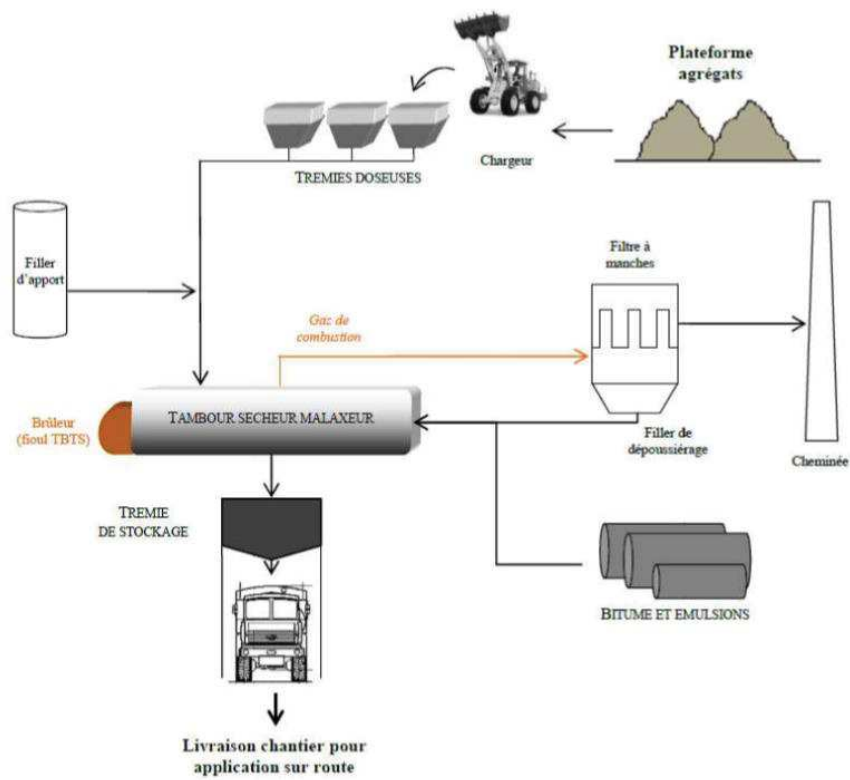 Plateforme
agrégats
Chargeur
TREMIES DOSEUSES
Filler
d'apport
Filtre à
manches
Gaz de
combustion
Brûleur
(fioul TBTS)
TAMBOUR SECHEUR MALAXEUR
Filler de
dépoussiérage
Cheminée
TREMIE
DE STOCKAGE
BITUME ET EMULSIONS
Livraison chantier pour
application sur route